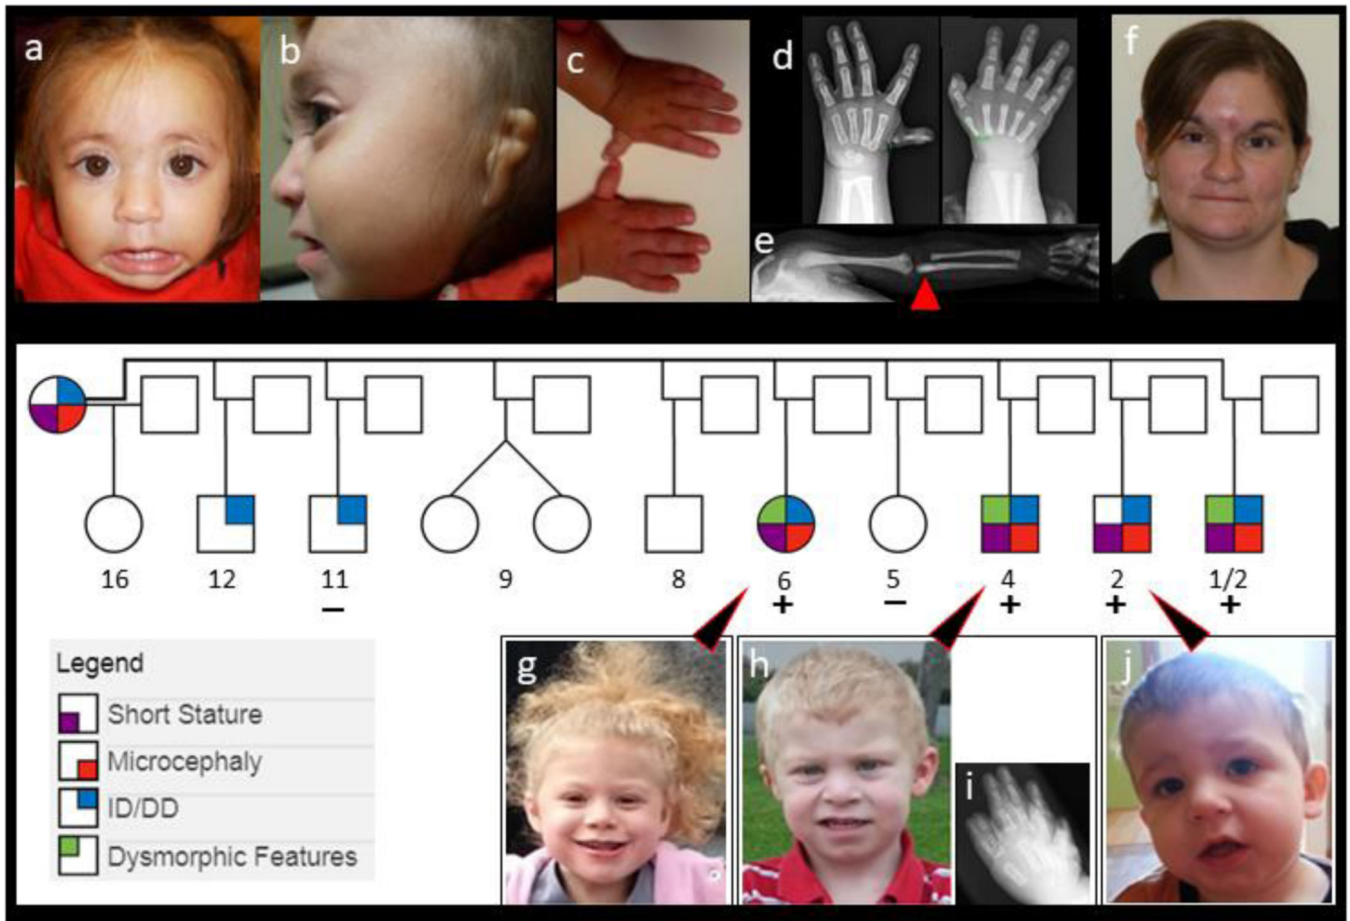 a
b
c
d
e
f
16
12
11
9
8
6
5
4
2
1/2
–
+
–
+
+
+
Legend
Short Stature
Microcephaly
ID/DD
Dysmorphic Features
g
h
i
j